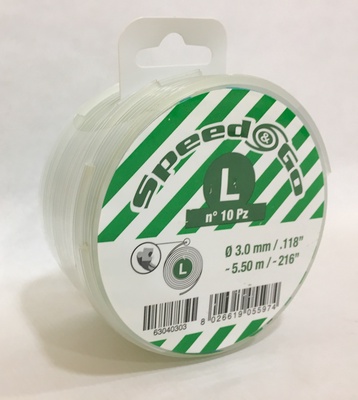 Speed & Go
L
n° 10 Pz
L
Ø 3.0 mm / .118"
- 5.50 m / - 216"
63040303
8 026619 055974